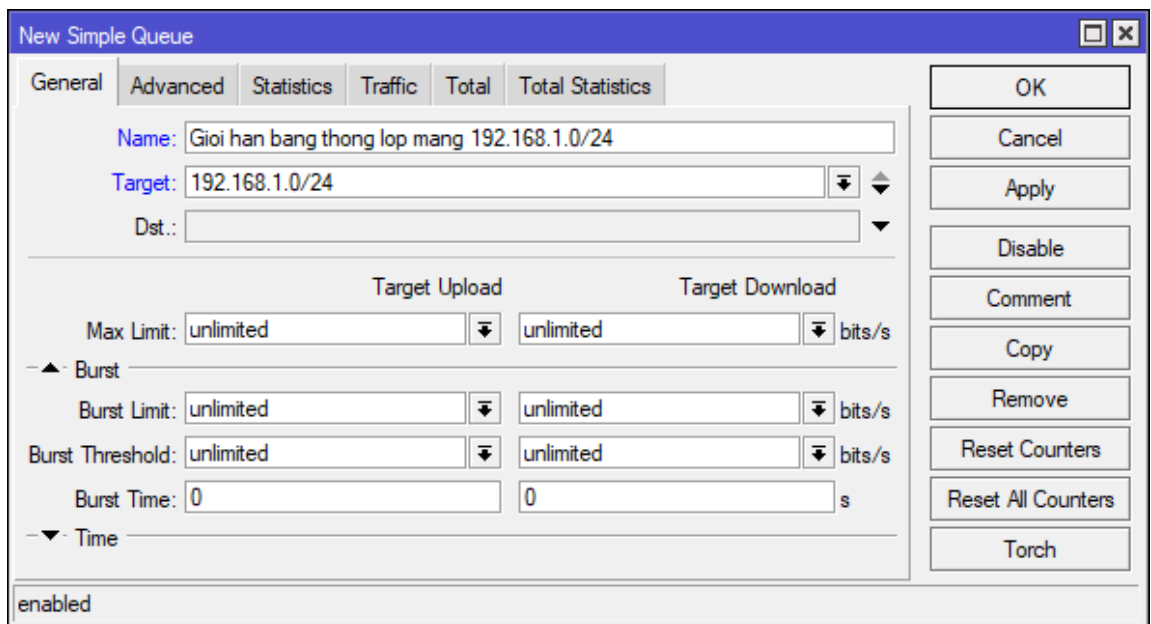 New Simple Queue
General Advanced Statistics Traffic Total Total Statistics
OK
Name: Gioi han bang thong lop mang 192.168.1.0/24
Cancel
Target: 192.168.1.0/24
Apply
Dst.:
Disable
Target Upload Target Download
Comment
Max Limit: unlimited unlimited bits/s
Copy
Burst
Remove
Burst Limit: unlimited unlimited bits/s
Burst Threshold: unlimited unlimited bits/s
Reset Counters
Burst Time: 0 0 s
Reset All Counters
Time
Torch
enabled